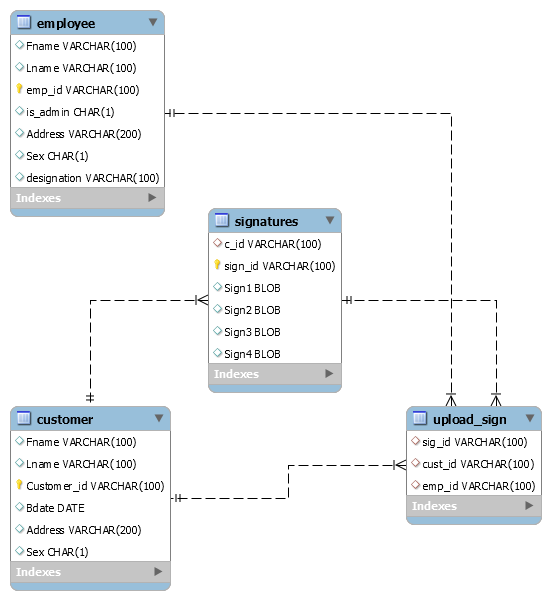 employee
Fname VARCHAR(100)
Lname VARCHAR(100)
emp_id VARCHAR(100)
is_admin CHAR(1)
Address VARCHAR(200)
Sex CHAR(1)
designation VARCHAR(100)
Indexes
signatures
c_id VARCHAR(100)
sign_id VARCHAR(100)
Sign1 BLOB
Sign2 BLOB
Sign3 BLOB
Sign4 BLOB
Indexes
customer
Fname VARCHAR(100)
Lname VARCHAR(100)
Customer_id VARCHAR(100)
Bdate DATE
Address VARCHAR(200)
Sex CHAR(1)
Indexes
upload_sign
sig_id VARCHAR(100)
cust_id VARCHAR(100)
emp_id VARCHAR(100)
Indexes